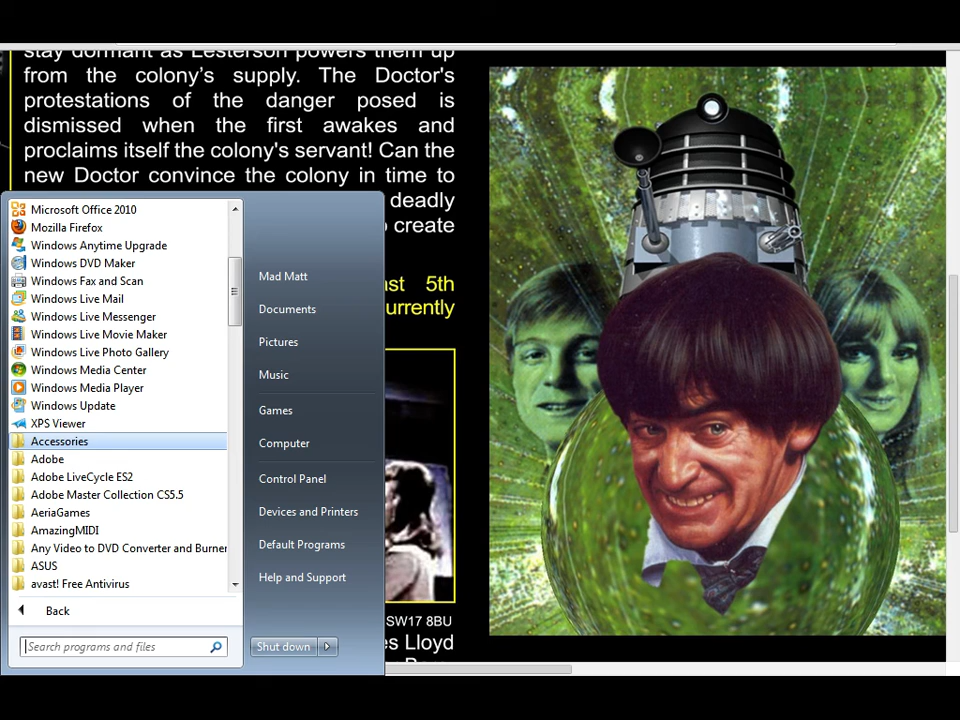 stay dormant as Lesterson powers them up
from the colony's supply. The Doctor's
protestations of the danger posed is
dismissed when the first awakes and
proclaims itself the colony's servant! Can the
new Doctor convince the colony in time to
deadly
create
5th
urrently
Microsoft Office 2010
Mozilla Firefox
Windows Anytime Upgrade
Windows DVD Maker
Windows Fax and Scan
Windows Live Mail
Windows Live Messenger
Windows Live Movie Maker
Windows Live Photo Gallery
Windows Media Center
Windows Media Player
Windows Update
XPS Viewer
Accessories
Adobe
Adobe LiveCycle ES2
Adobe Master Collection CS5.5
AeriaGames
AmazingMIDI
Any Video to DVD Converter and Burner
ASUS
avast! Free Antivirus
Back
Search programs and files
Mad Matt
Documents
Pictures
Music
Games
Computer
Control Panel
Devices and Printers
Default Programs
Help and Support
Shut down
SW17 8BU
es Lloyd